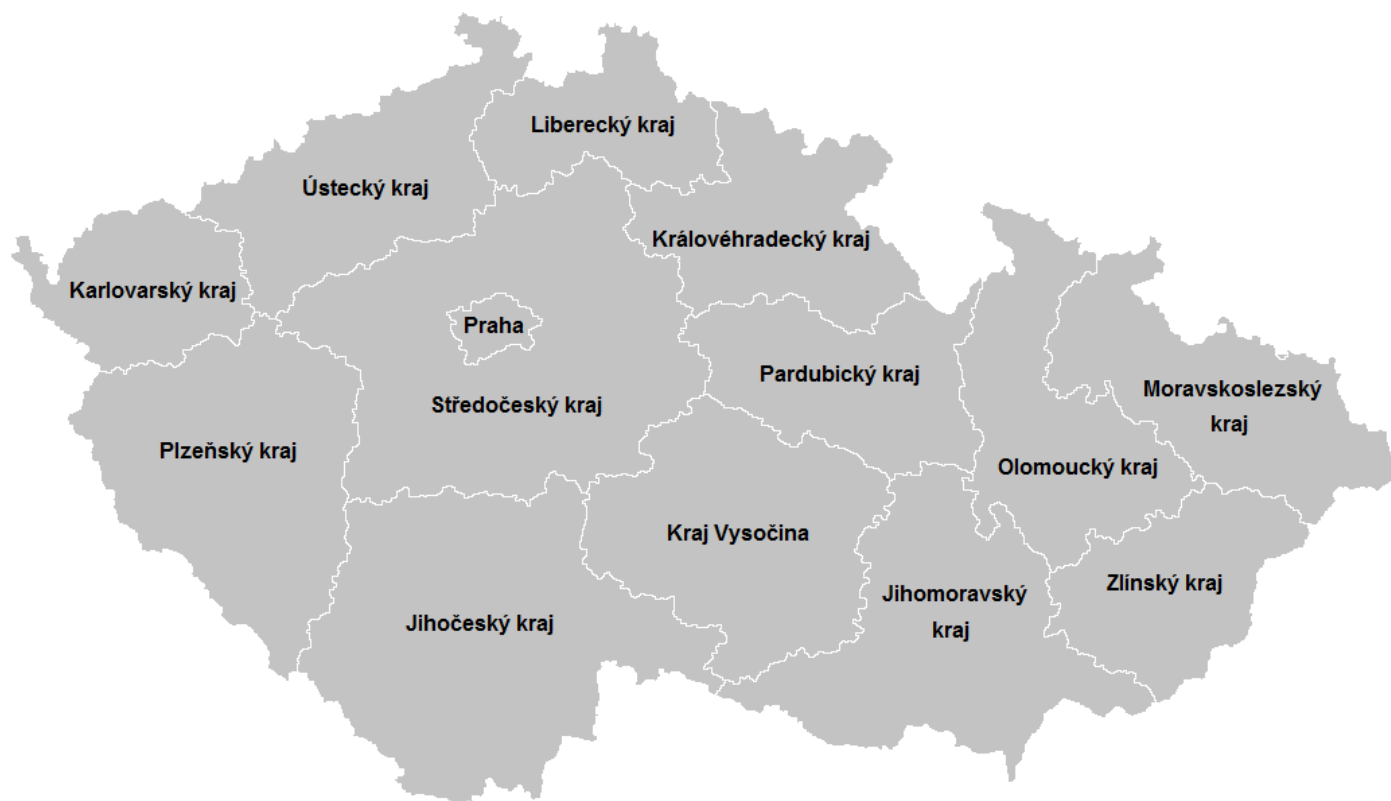 Liberecký kraj
Ústecký kraj
Královéhradecký kraj
Karlovarský kraj
Praha
Pardubický kraj
Moravskoslezský
kraj
Středočeský kraj
Plzeňský kraj
Olomoucký kraj
Kraj Vysočina
Zlínský kraj
Jihomoravský
kraj
Jihočeský kraj